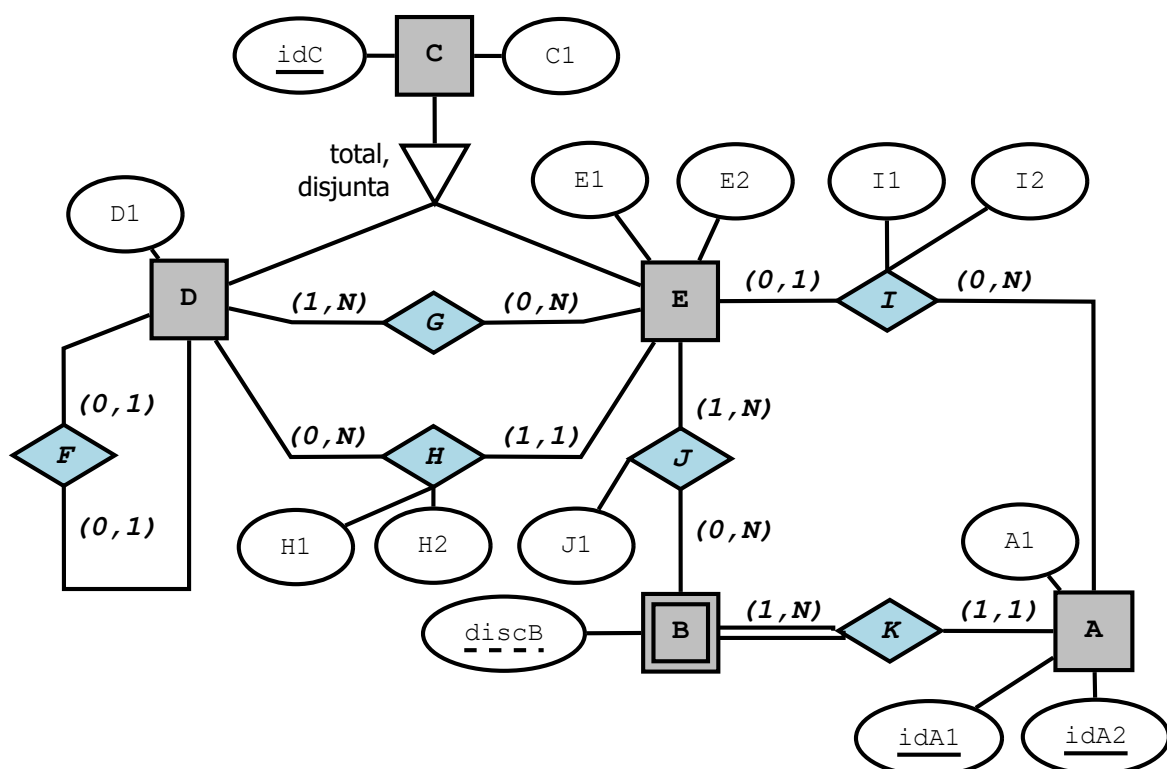 idC
C
C1
total,
disjunta
E1
E2
I1
I2
D1
D
(1,N)
G
(0,N)
E
(0,1)
I
(0,N)
(0,1)
(1,N)
F
(0,N)
H
(1,1)
J
(0,1)
H1
H2
J1
(0,N)
A1
discB
B
(1,N)
K
(1,1)
A
idA1
idA2